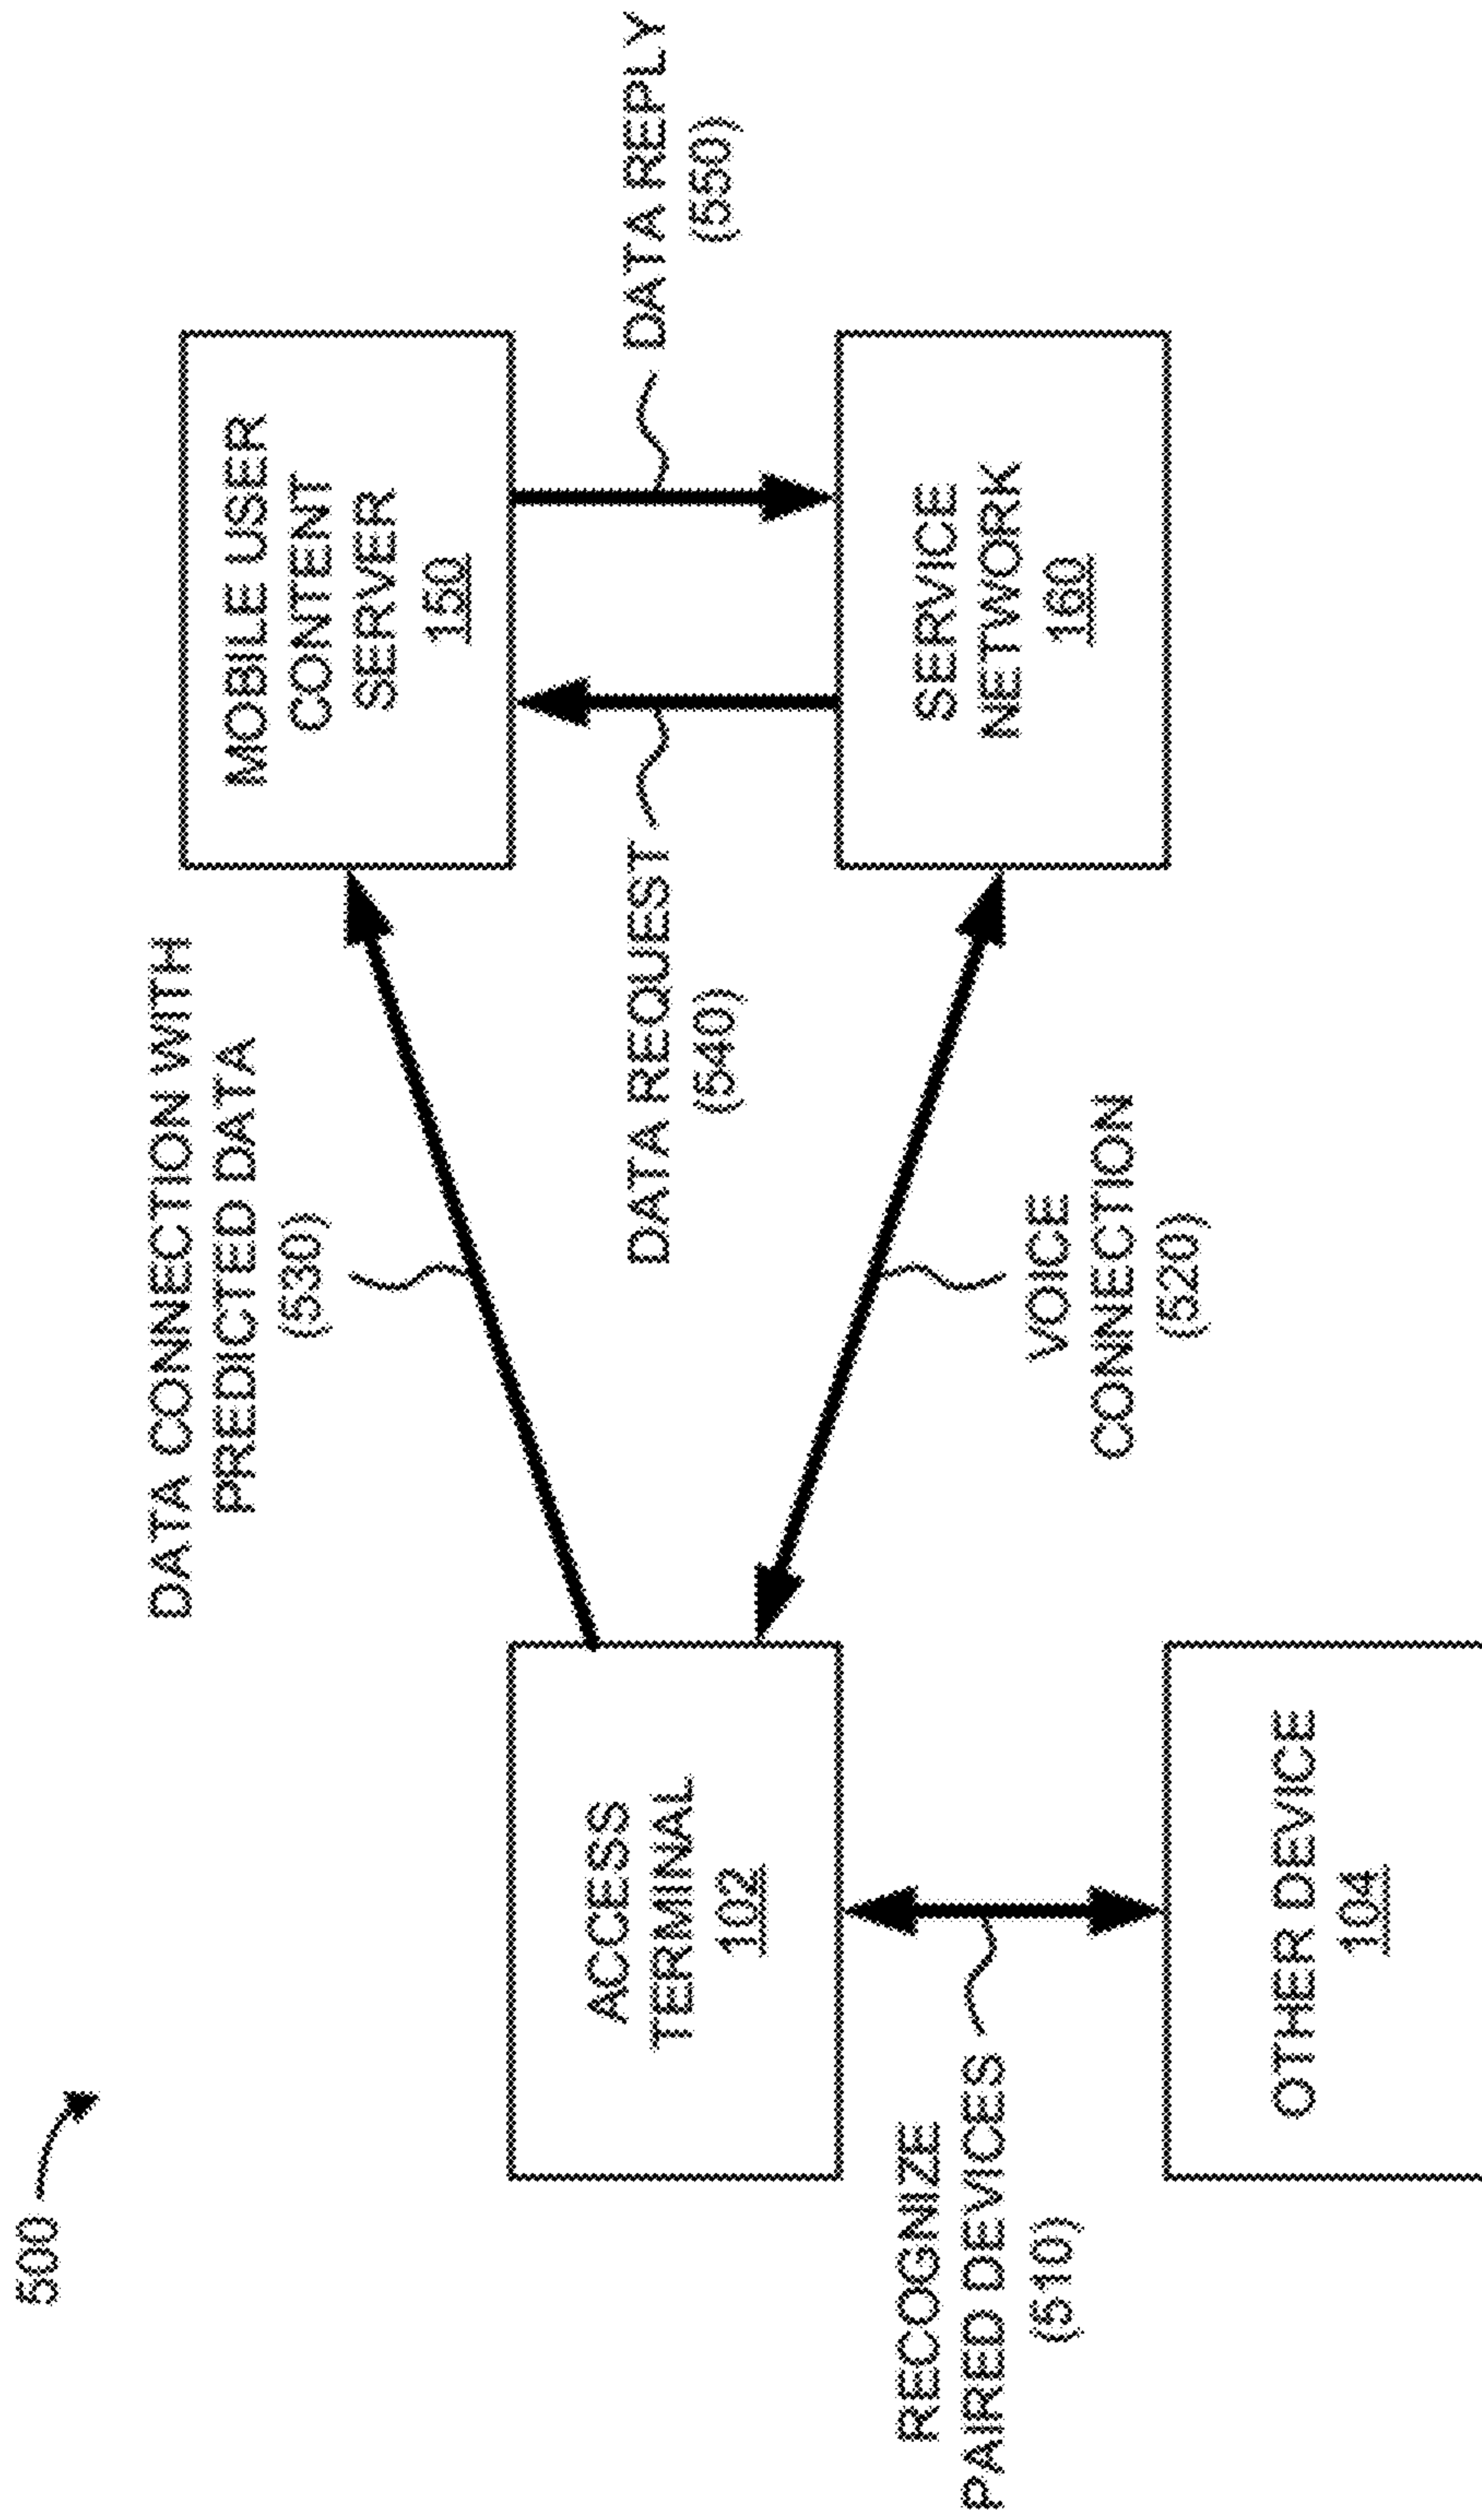 500
DATA CONNECTION WITH
PREDICTED DATA
(530)
MOBILE USER
CONTENT
SERVER
150
ACCESS
TERMINAL
102
DATA REQUEST
(540)
DATA REPLY
(550)
RECOGNIZE
PAIRED DEVICES
(510)
VOICE
CONNECTION
(520)
SERVICE
NETWORK
160
OTHER DEVICE
104